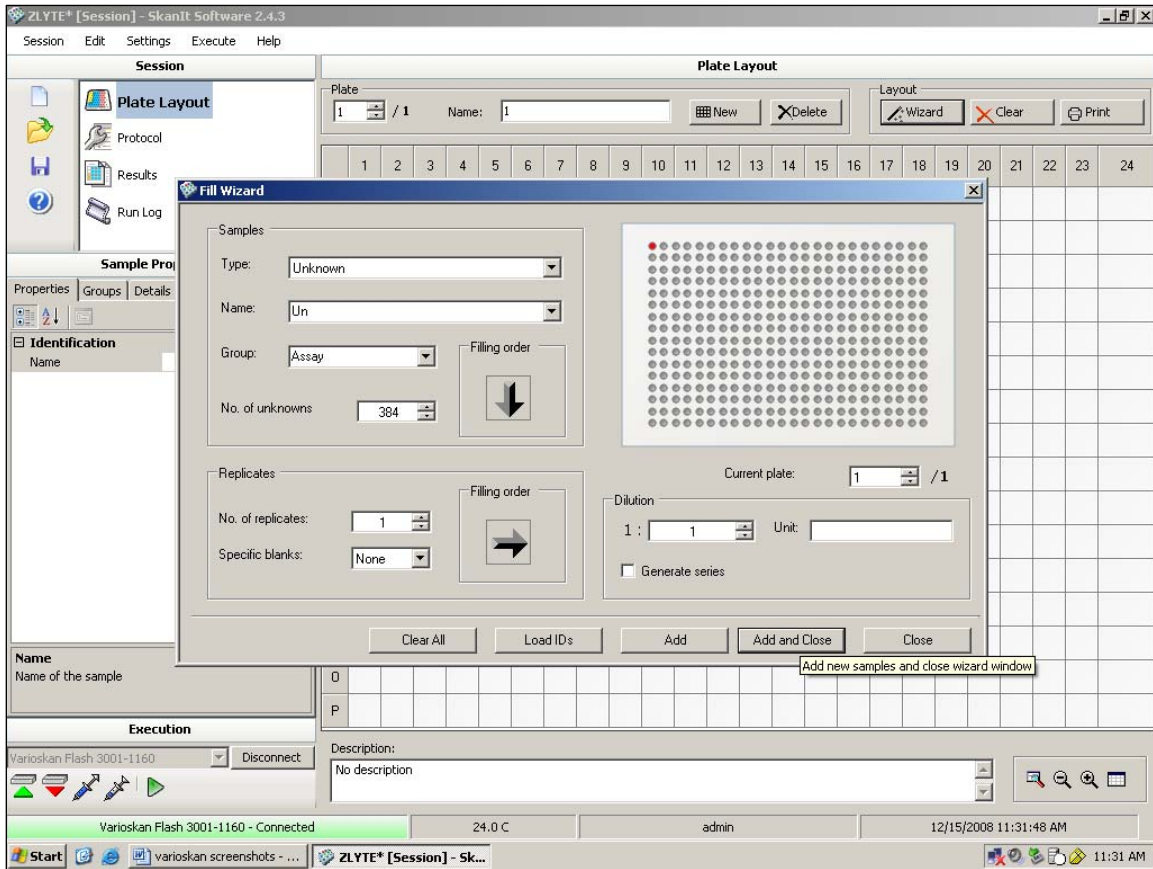 ZLYTE* [Session] - SkanIt Software 2.4.3
Session Edit Settings Execute Help
Session
Plate Layout
Protocol
Results
Run Log
Plate Layout
Plate
1 / 1 Name: 1 New Delete
Layout
Wizard Clear Print
1 2 3 4 5 6 7 8 9 10 11 12 13 14 15 16 17 18 19 20 21 22 23 24
Sample Prop
Properties Groups Details
Identification
Name
Fill Wizard
Samples
Type: Unknown
Name: Un
Group: Assay
No. of unknowns 384
Filling order
Replicates
No. of replicates: 1
Specific blanks: None
Filling order
Current plate: 1 /1
Dilution
1 : 1 Unit:
Generate series
Clear All Load IDs Add Add and Close Close
Add new samples and close wizard window
O
P
Name
Name of the sample
Execution
Varioskan Flash 3001-1160 Disconnect
Description:
No description
Varioskan Flash 3001-1160 - Connected 24.0 C admin 12/15/2008 11:31:48 AM
Start varioskan screenshots - ... ZLYTE* [Session] - Sk... 11:31 AM